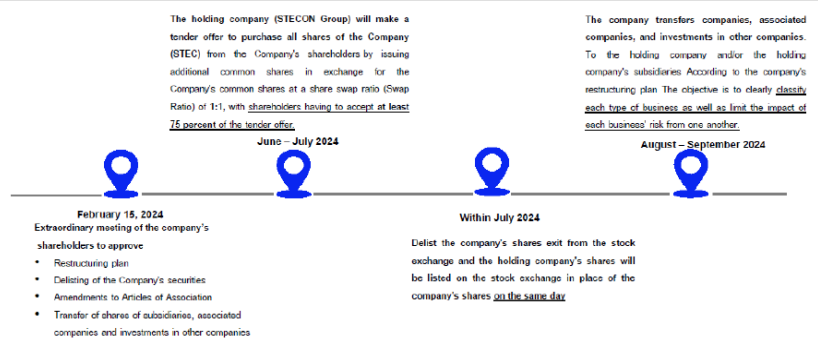 The holding company (STECON Group) will make a
tender offer to purchase all shares of the Company
(STEC) from the Company's shareholders by issuing
additional common shares in exchange for the
Company's common shares at a share swap ratio (Swap
Ratio) of 1:1, with shareholders having to accept at least
75 percent of the tender offer.
June – July 2024
The company transfers companies, associated
companies, and investments in other companies.
To the holding company and/or the holding
company's subsidiaries According to the company's
restructuring plan The objective is to clearly classify
each type of business as well as limit the impact of
each business' risk from one another.
August – September 2024
February 15, 2024
Extraordinary meeting of the company's
shareholders to approve
• Restructuring plan
• Delisting of the Company's securities
• Amendments to Articles of Association
• Transfer of shares of subsidiaries, associated
companies and investments in other companies
Within July 2024
Delist the company's shares exit from the stock
exchange and the holding company's shares will
be listed on the stock exchange in place of the
company's shares on the same day